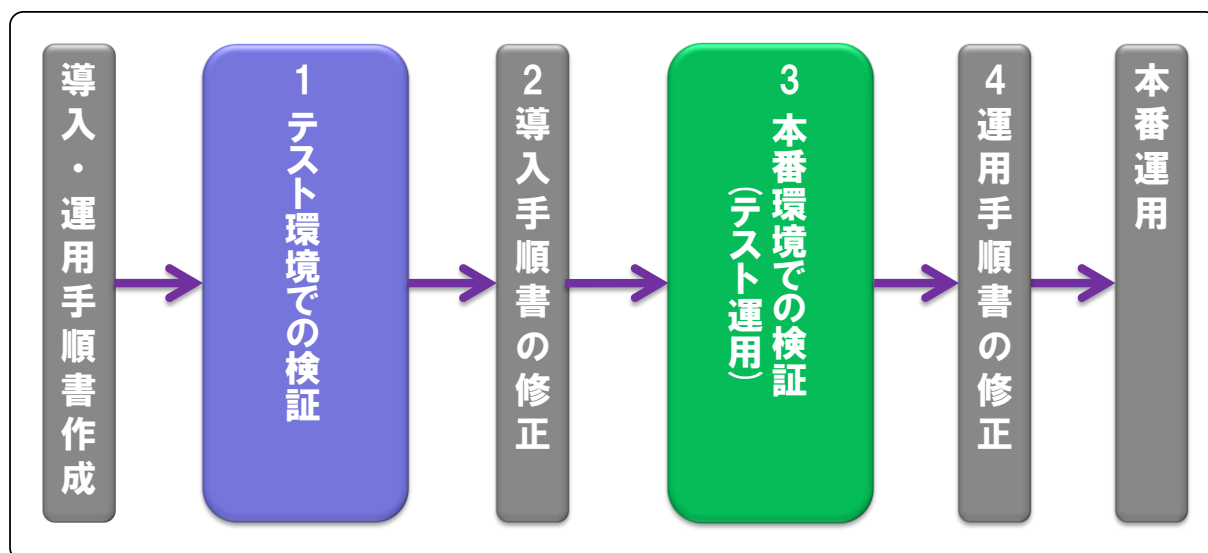 導入・運用手順書作成
1 テスト環境での検証
2 導入手順書の修正
3 本番環境での検証
(テスト運用)
4 運用手順書の修正
本番運用